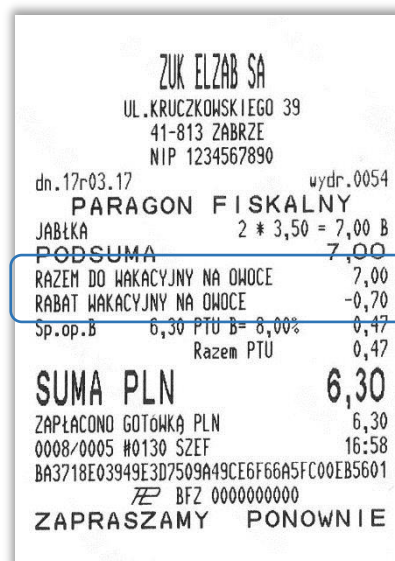 ZUK ELZAB SA
UL.KRUCZKOWSKIEGO 39
41-813 ZABRZE
NIP 1234567890
dn.17r03.17 wydr.0054
PARAGON FISKALNY
JABŁKA 2 * 3,50 = 7,00 B
PODSUMA 7,00
RAZEM DO WAKACYJNY NA OWOCE 7,00
RABAT WAKACYJNY NA OWOCE -0,70
Sp.op.B 6,30 PTU B= 8,00% 0,47
Razem PTU 0,47
SUMA PLN 6,30
ZAPŁACONO GOTÓWKĄ PLN 6,30
0008/0005 #0130 SZEF 16:58
BA3718E03949E3D7509A49CE6F66A5FC00EB5601
BFZ 0000000000
ZAPRASZAMY PONOWNIE